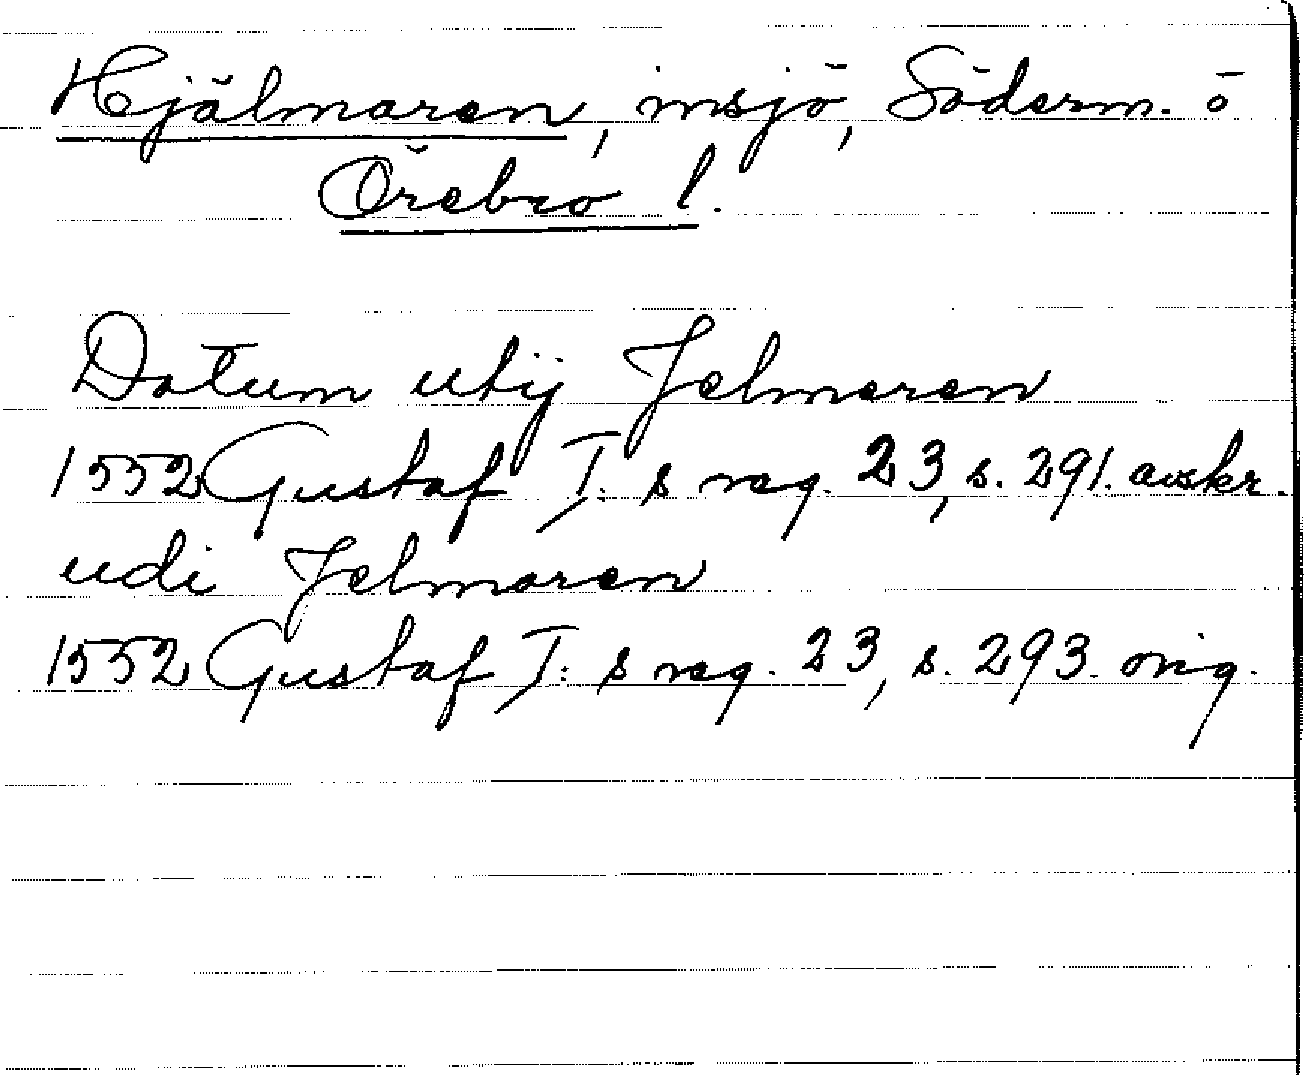 Hjälmaren, insjö, Söderm. o
Örebro l.
Datum utij Jelmeren
1552 Gustaf I:s reg. 23, s. 291. avskr.
udi Jelmaren
1552 Gustaf I:s reg. 23, s. 293. orig.